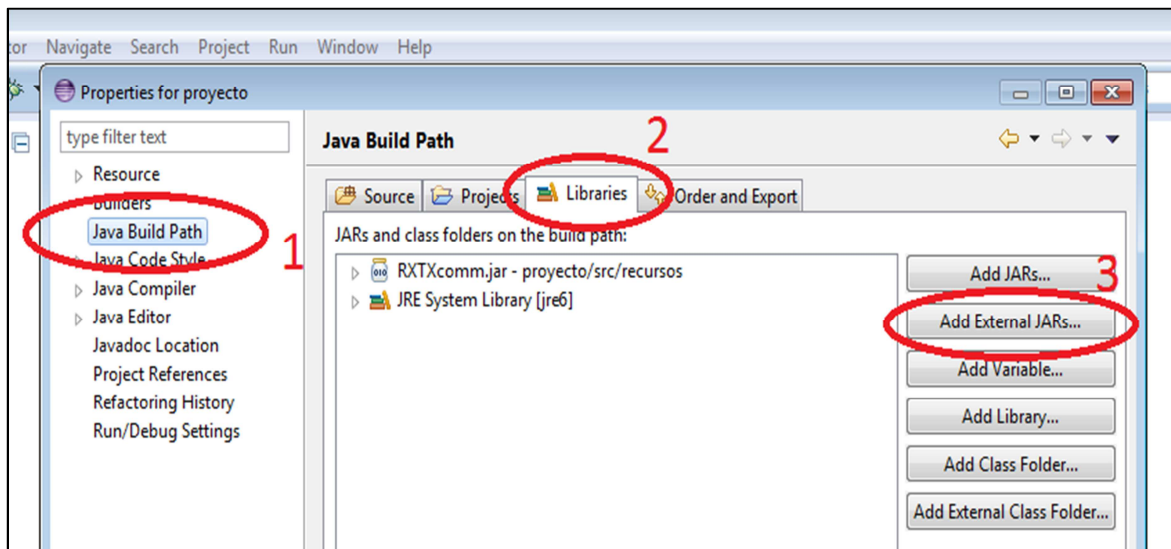 Navigate Search Project Run Window Help
Properties for proyecto
type filter text
Resource
Builders
Java Build Path
Java Code Style
Java Compiler
Java Editor
Javadoc Location
Project References
Refactoring History
Run/Debug Settings
1
Java Build Path
2
Source Projects Libraries Order and Export
JARs and class folders on the build path:
RXTXcomm.jar - proyecto/src/recursos
JRE System Library [jre6]
Add JARs...
3
Add External JARs...
Add Variable...
Add Library...
Add Class Folder...
Add External Class Folder...